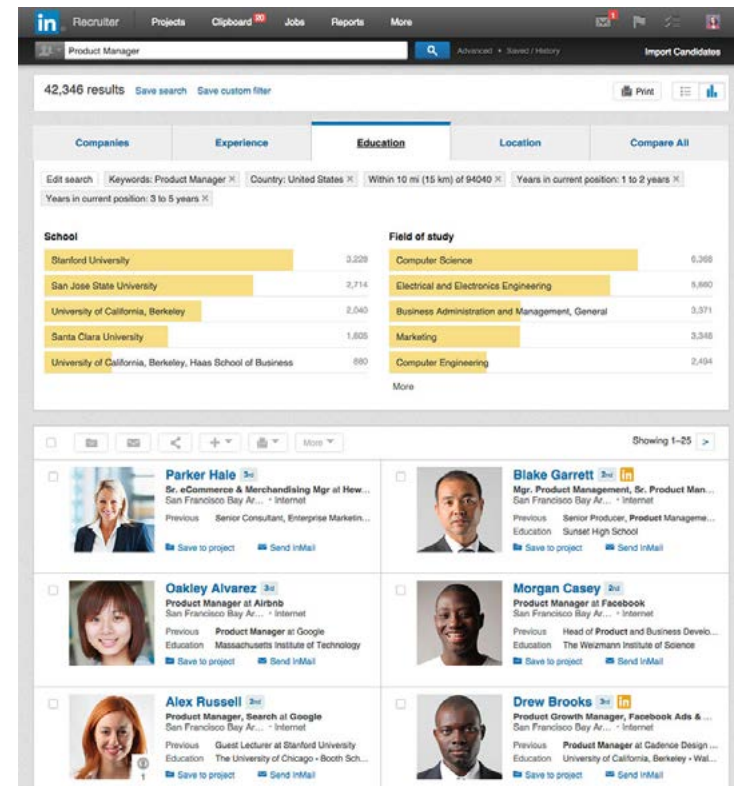 in Recruiter Projects Clipboard 20 Jobs Reports More 1
Product Manager Advanced • Saved / History Import Candidates
42,346 results Save search Save custom filter Print
Companies Experience Education Location Compare All
Edit search Keywords: Product Manager × Country: United States × Within 10 mi (15 km) of 94040 × Years in current position: 1 to 2 years ×
Years in current position: 3 to 5 years ×
School
Stanford University 3,228
San Jose State University 2,714
University of California, Berkeley 2,040
Santa Clara University 1,605
University of California, Berkeley, Haas School of Business 880
Field of study
Computer Science 6,368
Electrical and Electronics Engineering 5,660
Business Administration and Management, General 3,371
Marketing 3,348
Computer Engineering 2,494
More
More Showing 1–25 >
Parker Hale 3rd
Sr. eCommerce & Merchandising Mgr at Hew...
San Francisco Bay Ar... • Internet
Previous Senior Consultant, Enterprise Marketin...
Save to project Send InMail
Blake Garrett 2nd in
Mgr. Product Management, Sr. Product Man...
San Francisco Bay Ar... • Internet
Previous Senior Producer, Product Manageme...
Education Sunset High School
Save to project Send InMail
Oakley Alvarez 3rd
Product Manager at Airbnb
San Francisco Bay Ar... • Internet
Previous Product Manager at Google
Education Massachusetts Institute of Technology
Save to project Send InMail
Morgan Casey 2nd
Product Manager at Facebook
San Francisco Bay Ar... • Internet
Previous Head of Product and Business Develo...
Education The Weizmann Institute of Science
Save to project Send InMail
Alex Russell 2nd
Product Manager, Search at Google
San Francisco Bay Ar... • Internet
Previous Guest Lecturer at Stanford University
Education The University of Chicago - Booth Sch...
Save to project Send InMail
1
Drew Brooks in
Product Growth Manager, Facebook Ads & ...
San Francisco Bay Ar... • Internet
Previous Product Manager at Cadence Design ...
Education University of California, Berkeley - Wal...
Save to project Send InMail